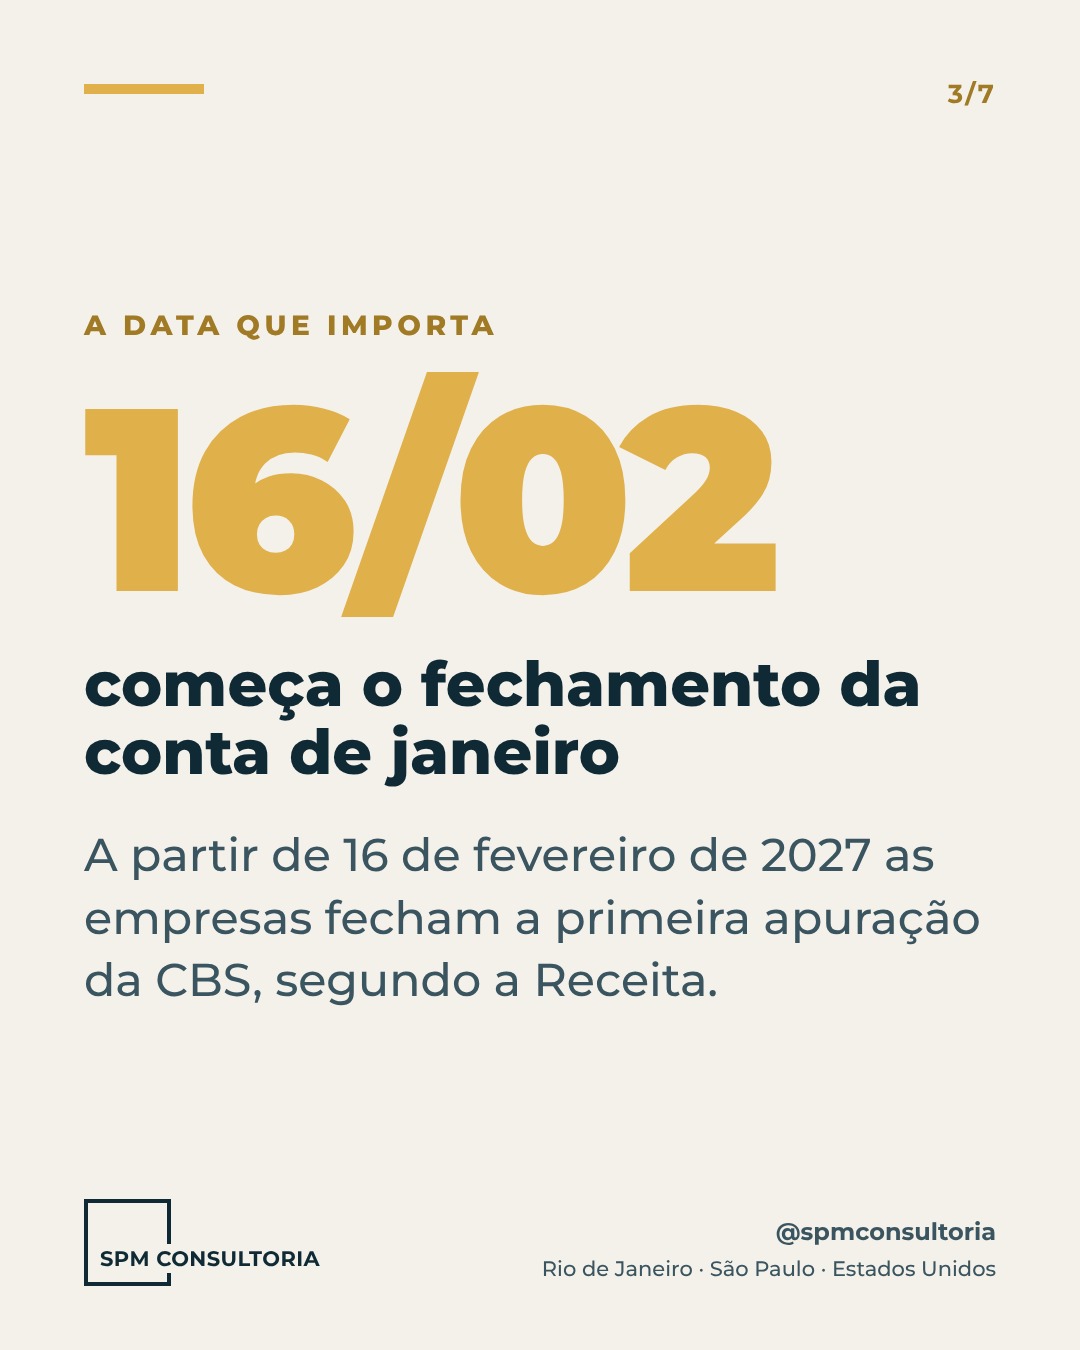 3/7
A DATA QUE IMPORTA
16/02
começa o fechamento da
conta de janeiro
A partir de 16 de fevereiro de 2027 as
empresas fecham a primeira apuração
da CBS, segundo a Receita.
SPM CONSULTORIA
@spmconsultoria
Rio de Janeiro · São Paulo · Estados Unidos